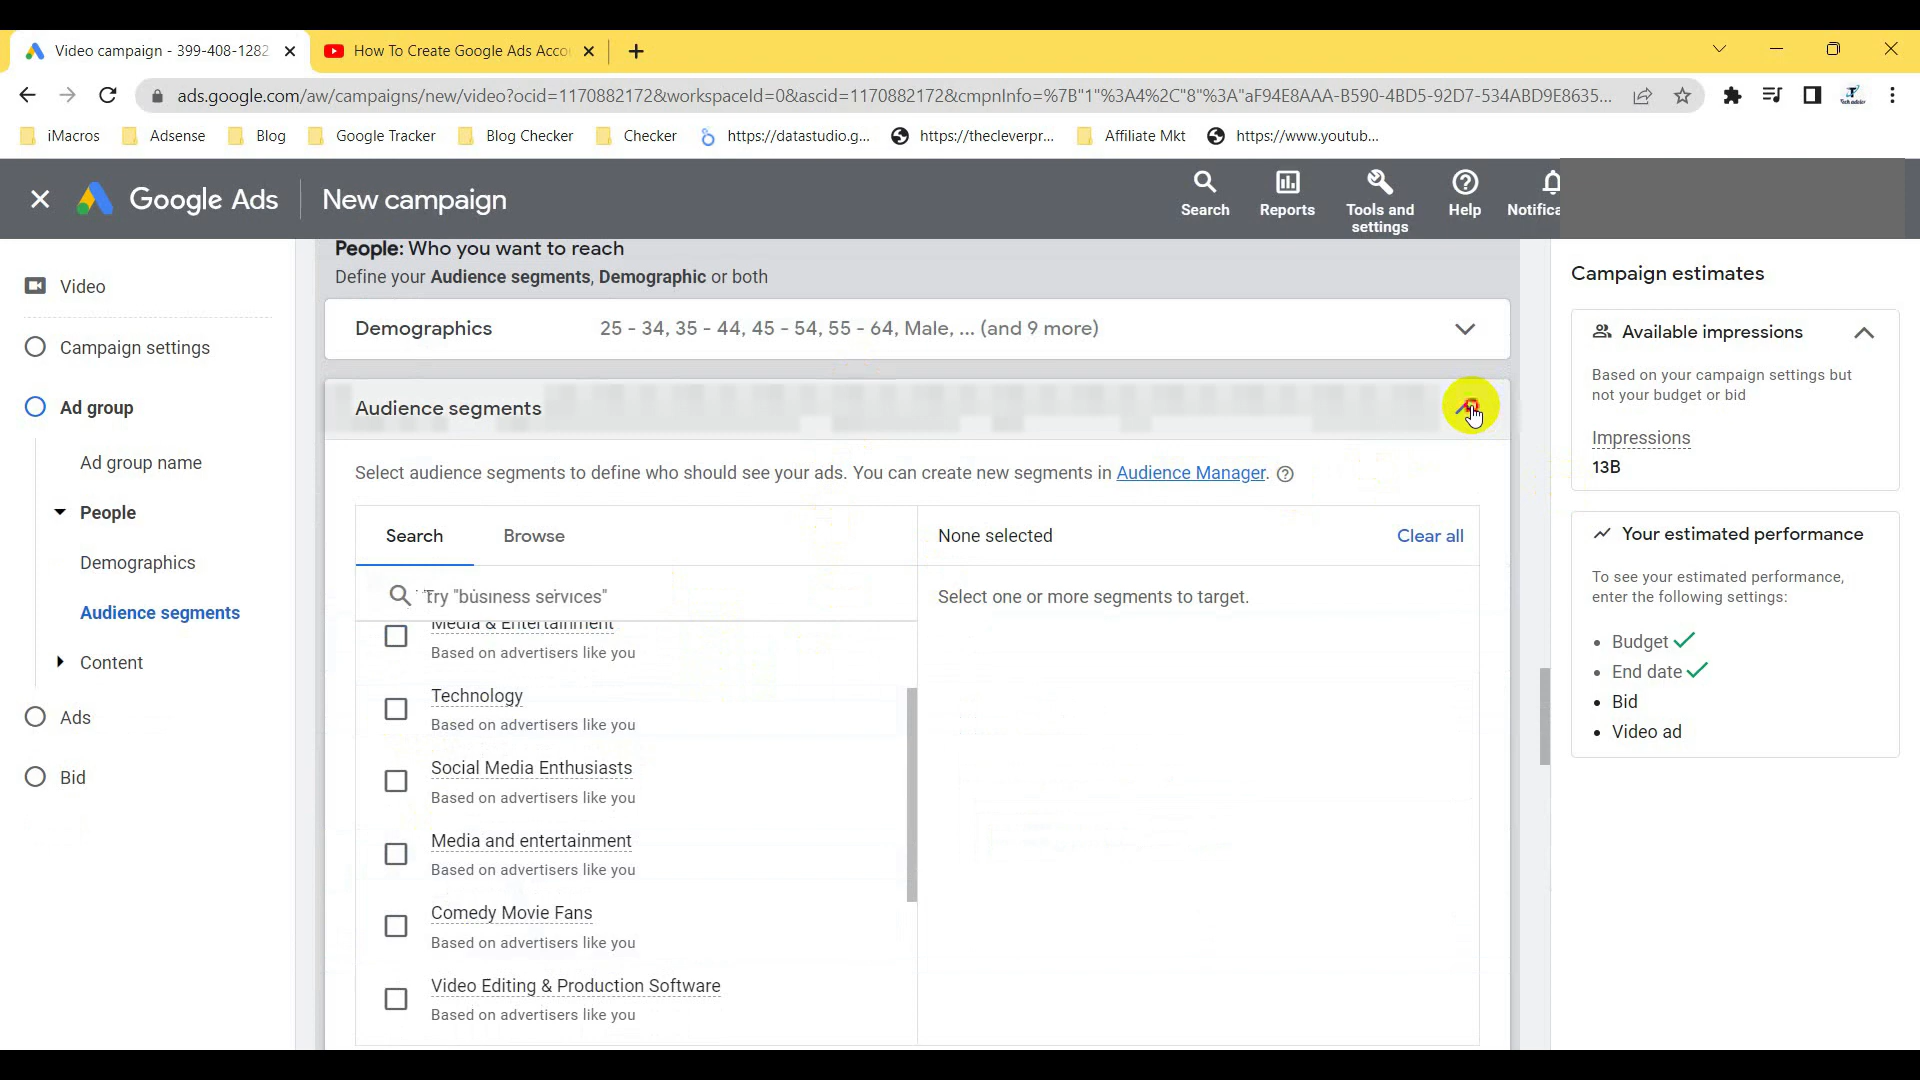 Video campaign - 399-408-1282
How To Create Google Ads Acco
ads.google.com/aw/campaigns/new/video?ocid=1170882172&workspaceId=0&ascid=1170882172&cmpnInfo=%7B"1"%3A4%2C"8"%3A"aF94E8AAA-B590-4BD5-92D7-534ABD9E8635...
iMacros
Adsense
Blog
Google Tracker
Blog Checker
Checker
https://datastudio.g...
https://thecleverpr...
Affiliate Mkt
https://www.youtub...
Google Ads
New campaign
Search
Reports
Tools and
settings
Help
Notifica
Video
Campaign settings
Ad group
Ad group name
People
Demographics
Audience segments
Content
Ads
Bid
People: Who you want to reach
Define your Audience segments, Demographic or both
Demographics 25 - 34, 35 - 44, 45 - 54, 55 - 64, Male, ... (and 9 more)
Audience segments
Select audience segments to define who should see your ads. You can create new segments in Audience Manager.
Search Browse
Try "business services"
Media & Entertainment
Based on advertisers like you
Technology
Based on advertisers like you
Social Media Enthusiasts
Based on advertisers like you
Media and entertainment
Based on advertisers like you
Comedy Movie Fans
Based on advertisers like you
Video Editing & Production Software
Based on advertisers like you
None selected
Clear all
Select one or more segments to target.
Campaign estimates
Available impressions
Based on your campaign settings but
not your budget or bid
Impressions
13B
Your estimated performance
To see your estimated performance,
enter the following settings:
• Budget
• End date
• Bid
• Video ad